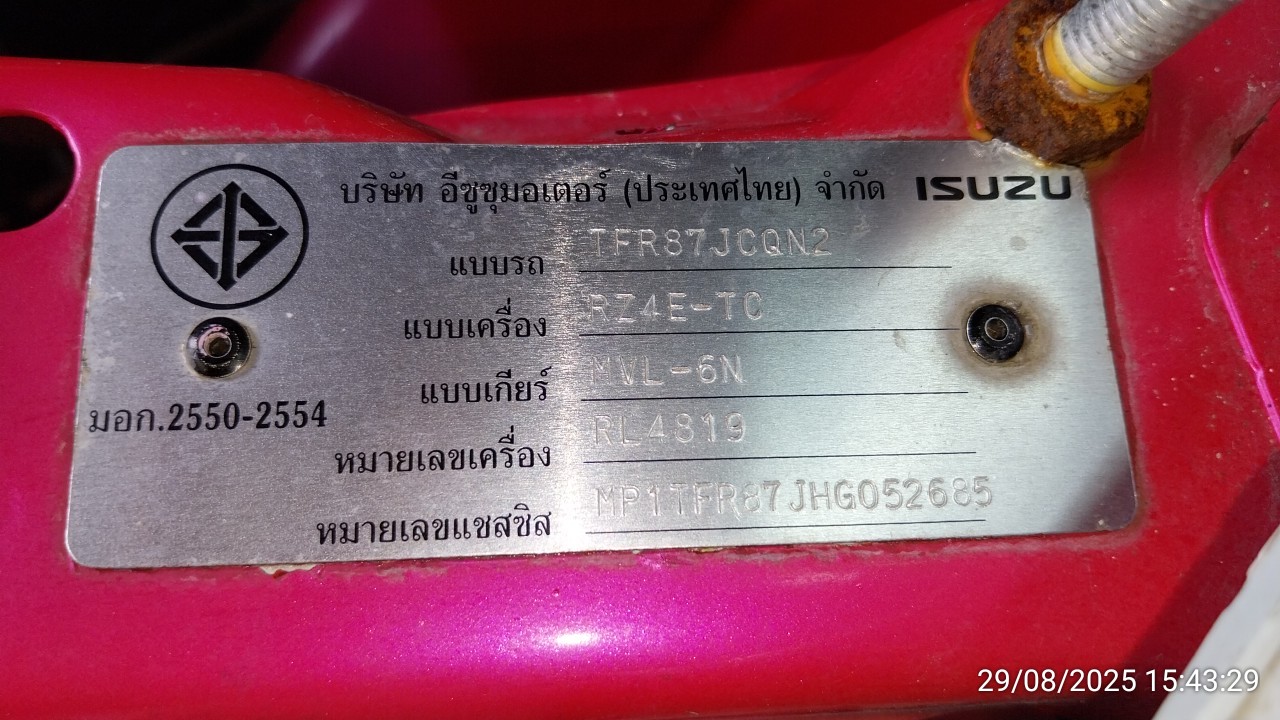 บริษัท อีซูซุมอเตอร์ (ประเทศไทย) จำกัด ISUZU
แบบรถ TFR87JCQN2
แบบเครื่อง RZ4E-TC
แบบเกียร์ MVL-6N
มอก.2550-2554
หมายเลขเครื่อง RL4819
หมายเลขแชสซิส MP1TFR87JHG052685
29/08/2025 15:43:29